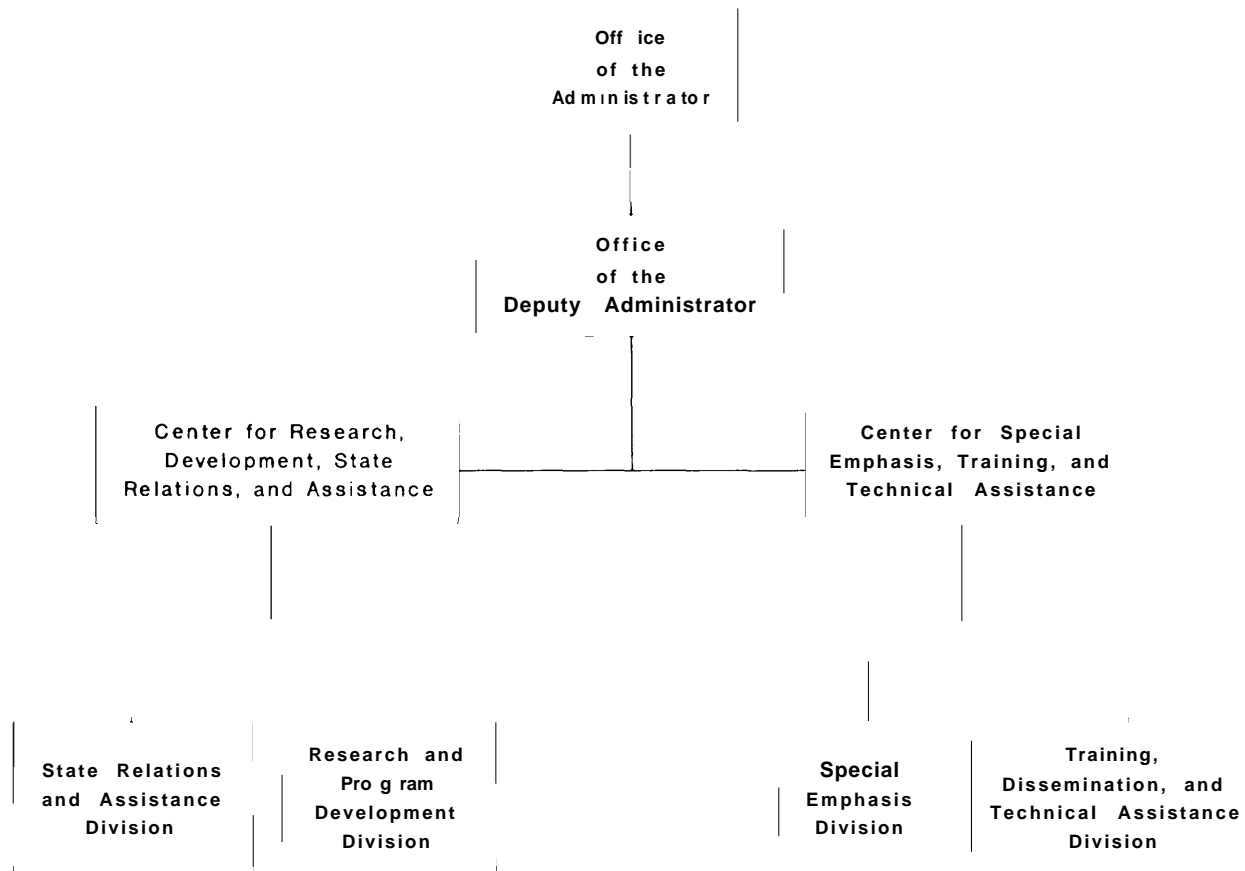 Office
of the
Administrator
Office
of the
Deputy Administrator
Center for Research,
Development, State
Relations, and Assistance
Center for Special
Emphasis, Training, and
Technical Assistance
State Relations
and Assistance
Division
Research and
Program
Development
Division
Special
Emphasis
Division
Training,
Dissemination, and
Technical Assistance
Division